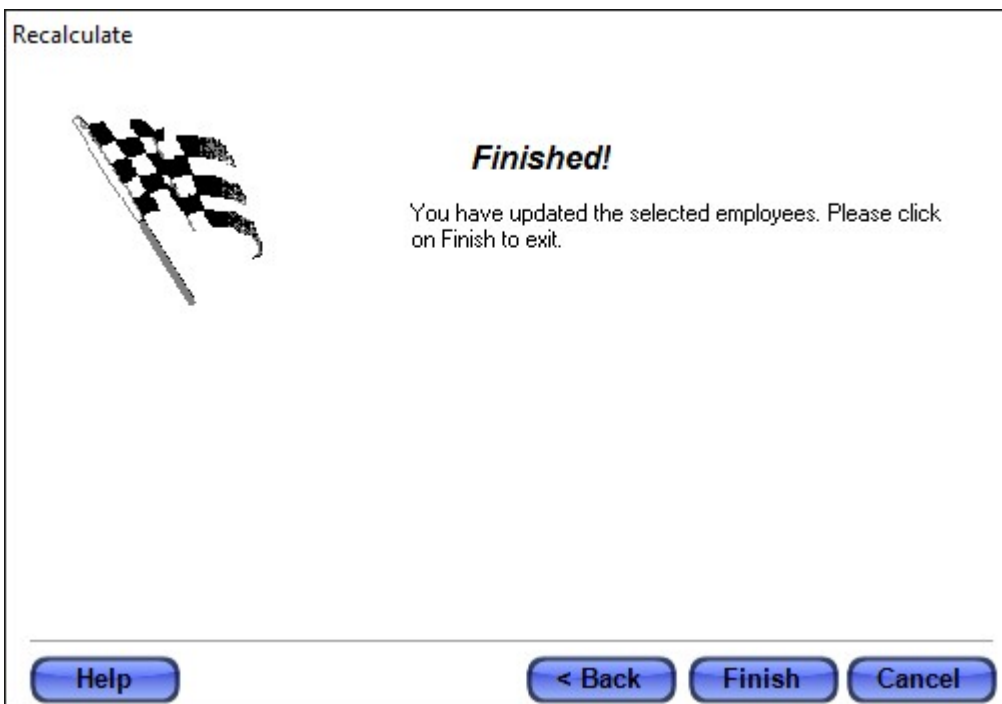 Recalculate
Finished!
You have updated the selected employees. Please click
on Finish to exit.
Help
< Back
Finish
Cancel